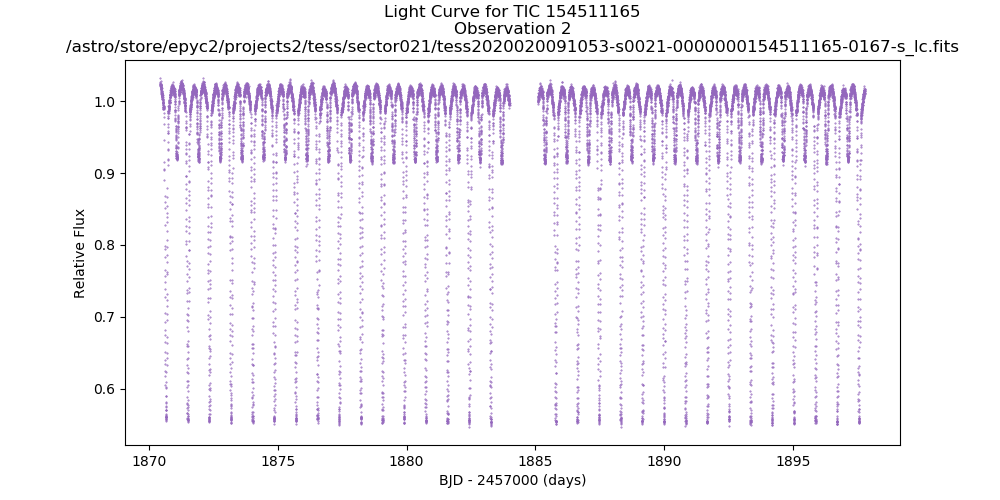 Light Curve for TIC 154511165
Observation 2
/astro/store/epyc2/projects2/tess/sector021/tess2020020091053-s0021-0000000154511165-0167-s_lc.fits
1.0
0.9
0.8
0.7
0.6
Relative Flux
1870 1875 1880 1885 1890 1895
BJD - 2457000 (days)